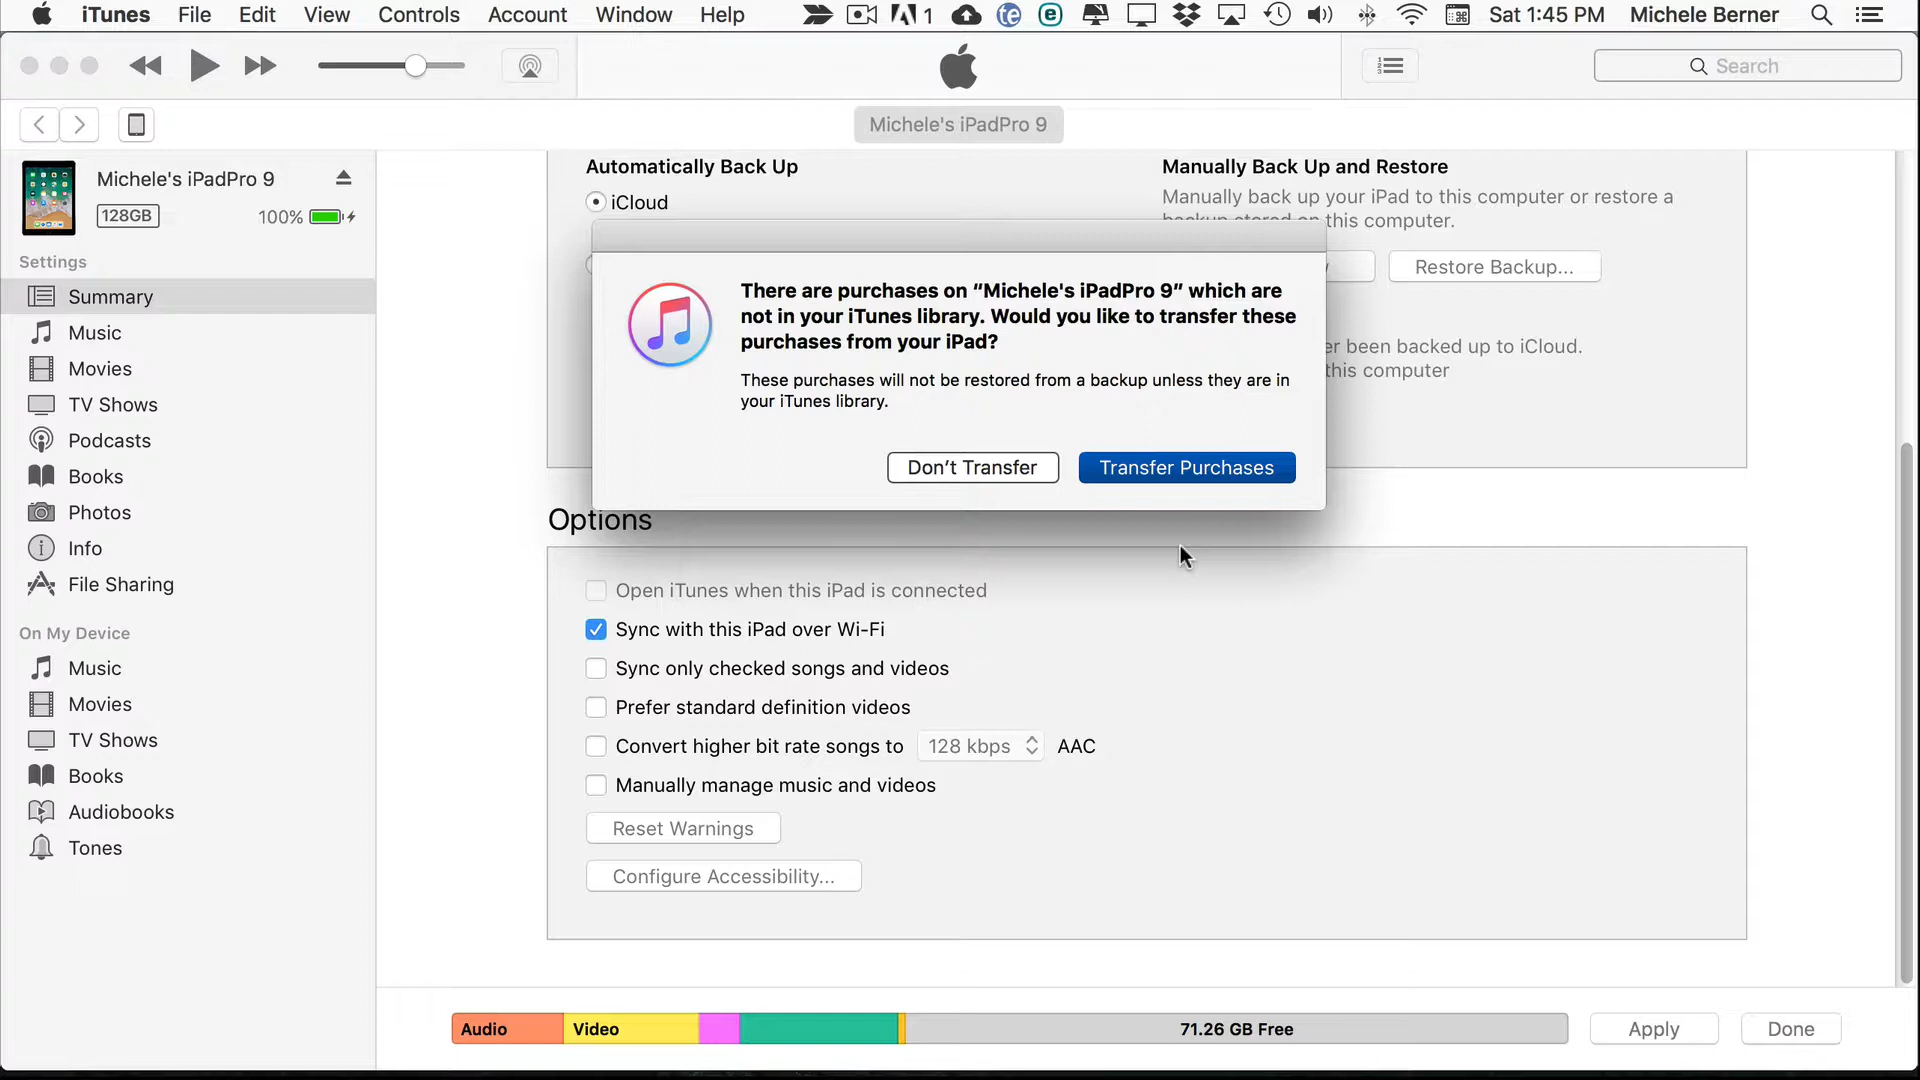 iTunes File Edit View Controls Account Window Help 1 te e Sat 1:45 PM Michele Berner
Search
Michele's iPadPro 9
Michele's iPadPro 9
128GB 100%
Settings
Summary
Music
Movies
TV Shows
Podcasts
Books
Photos
Info
File Sharing
On My Device
Music
Movies
TV Shows
Books
Audiobooks
Tones
Automatically Back Up
iCloud
Manually Back Up and Restore
Manually back up your iPad to this computer or restore a
backup stored on this computer.
Restore Backup...
been backed up to iCloud.
this computer
There are purchases on “Michele's iPadPro 9” which are
not in your iTunes library. Would you like to transfer these
purchases from your iPad?
These purchases will not be restored from a backup unless they are in
your iTunes library.
Don’t Transfer Transfer Purchases
Options
Open iTunes when this iPad is connected
Sync with this iPad over Wi-Fi
Sync only checked songs and videos
Prefer standard definition videos
Convert higher bit rate songs to 128 kbps AAC
Manually manage music and videos
Reset Warnings
Configure Accessibility...
Audio Video 71.26 GB Free Apply Done